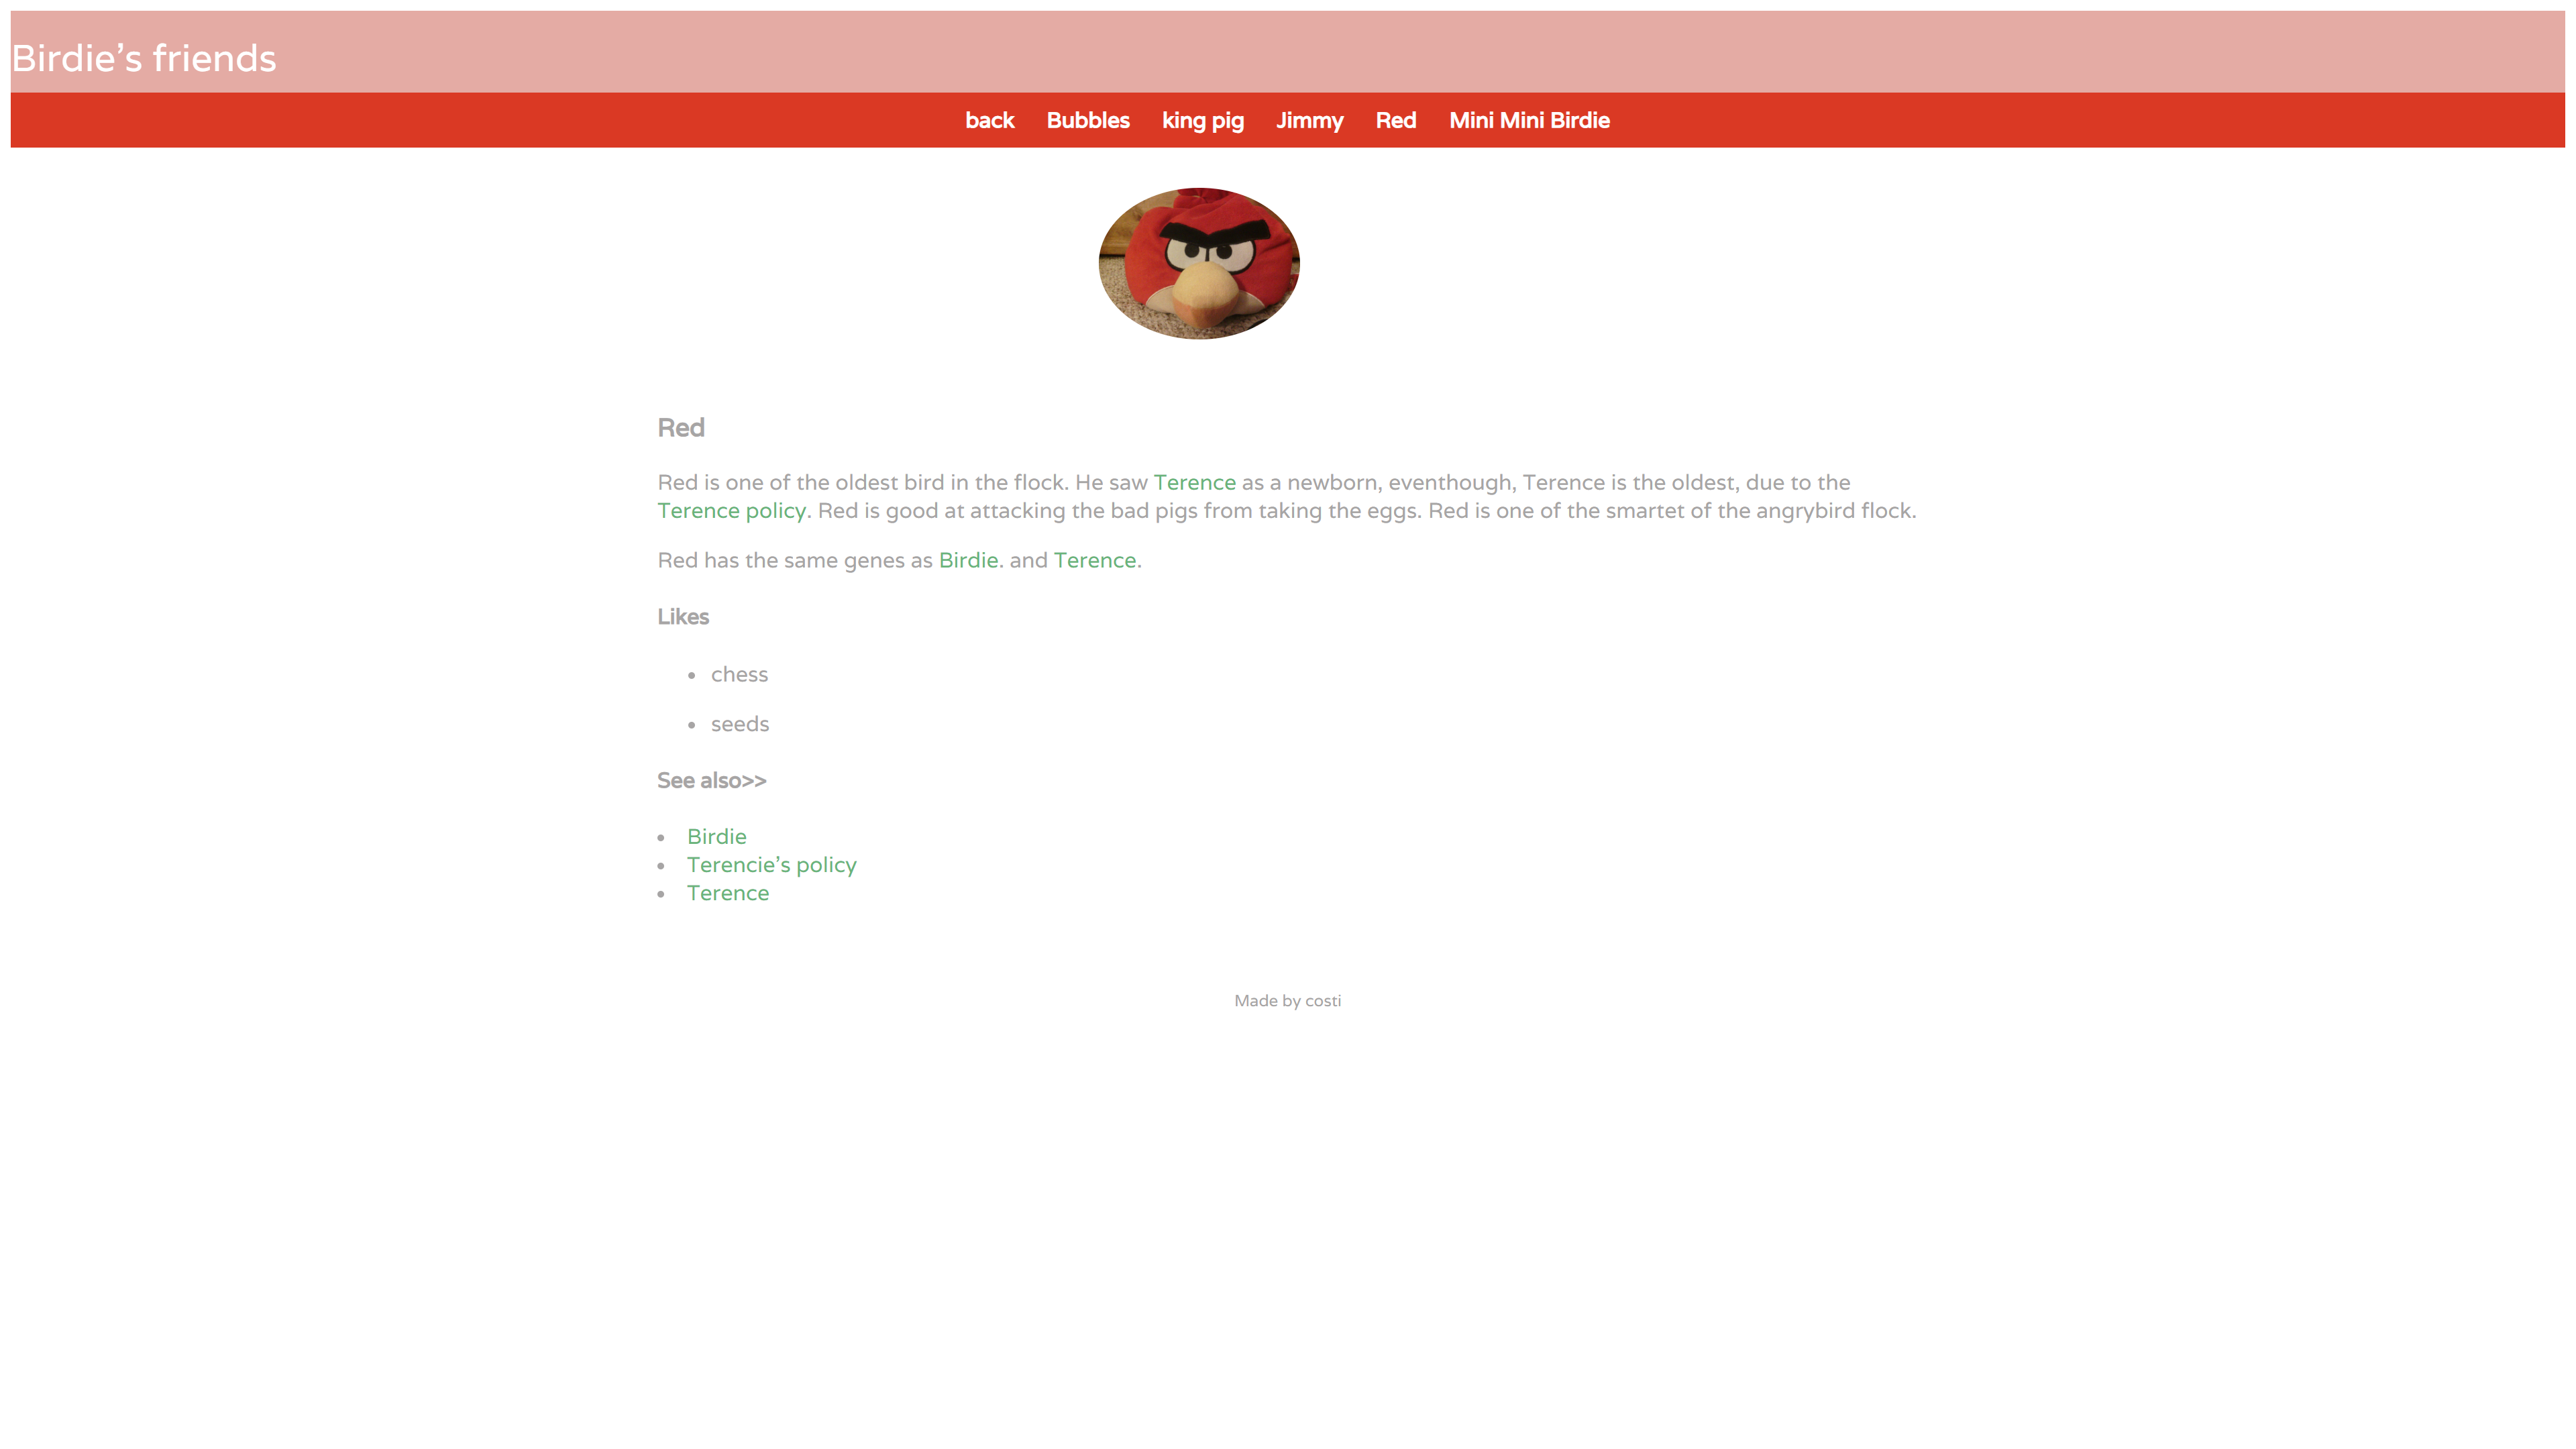 Birdie's friends
back Bubbles king pig Jimmy Red Mini Mini Birdie
Red
Red is one of the oldest bird in the flock. He saw Terence as a newborn, eventhough, Terence is the oldest, due to the
Terence policy. Red is good at attacking the bad pigs from taking the eggs. Red is one of the smartet of the angrybird flock.
Red has the same genes as Birdie. and Terence.
Likes
• chess
• seeds
See also>>
• Birdie
• Terencie's policy
• Terence
Made by costi